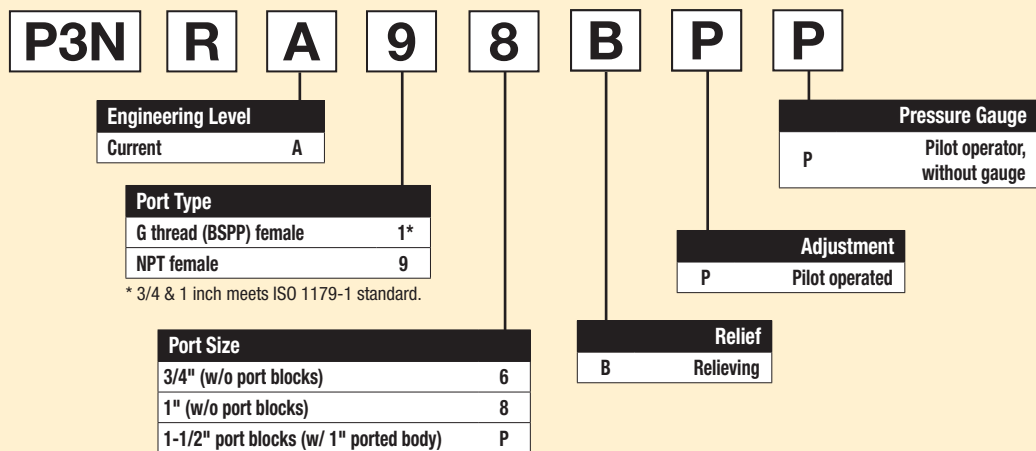 P3N R A 9 8 B P P
Engineering Level
Current A
Port Type
G thread (BSPP) female 1*
NPT female 9
* 3/4 & 1 inch meets ISO 1179-1 standard.
Port Size
3/4" (w/o port blocks) 6
1" (w/o port blocks) 8
1-1/2" port blocks (w/ 1" ported body) P
Relief
B Relieving
Adjustment
P Pilot operated
Pressure Gauge
P Pilot operator,
without gauge